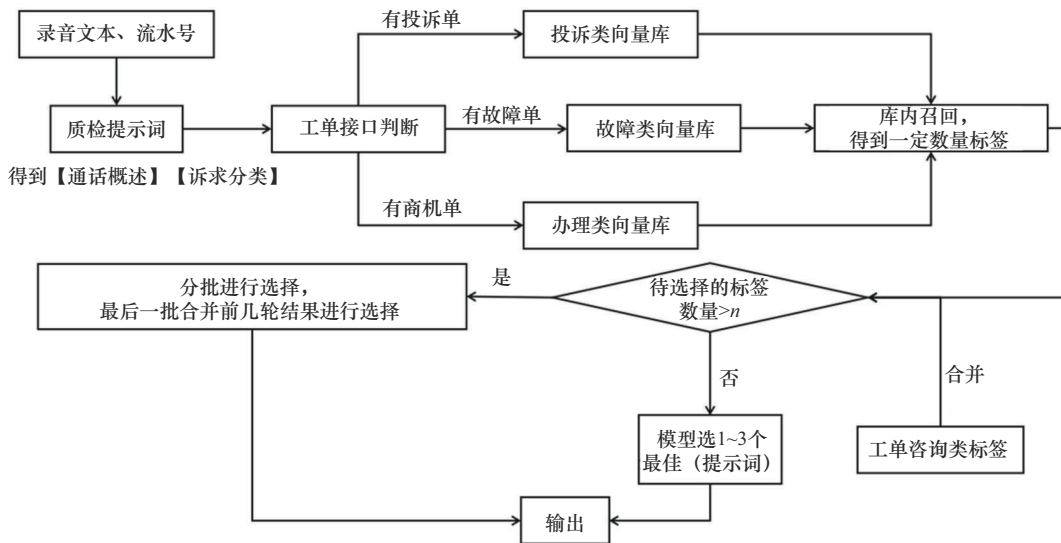 录音文本、流水号
质检提示词
得到【通话概述】【诉求分类】
工单接口判断
有投诉单
投诉类向量库
有故障单
故障类向量库
有商机单
办理类向量库
库内召回，
得到一定数量标签
待选择的标签
数量>n
是
分批进行选择，
最后一批合并前几轮结果进行选择
否
模型选1~3个
最佳（提示词）
合并
工单咨询类标签
输出